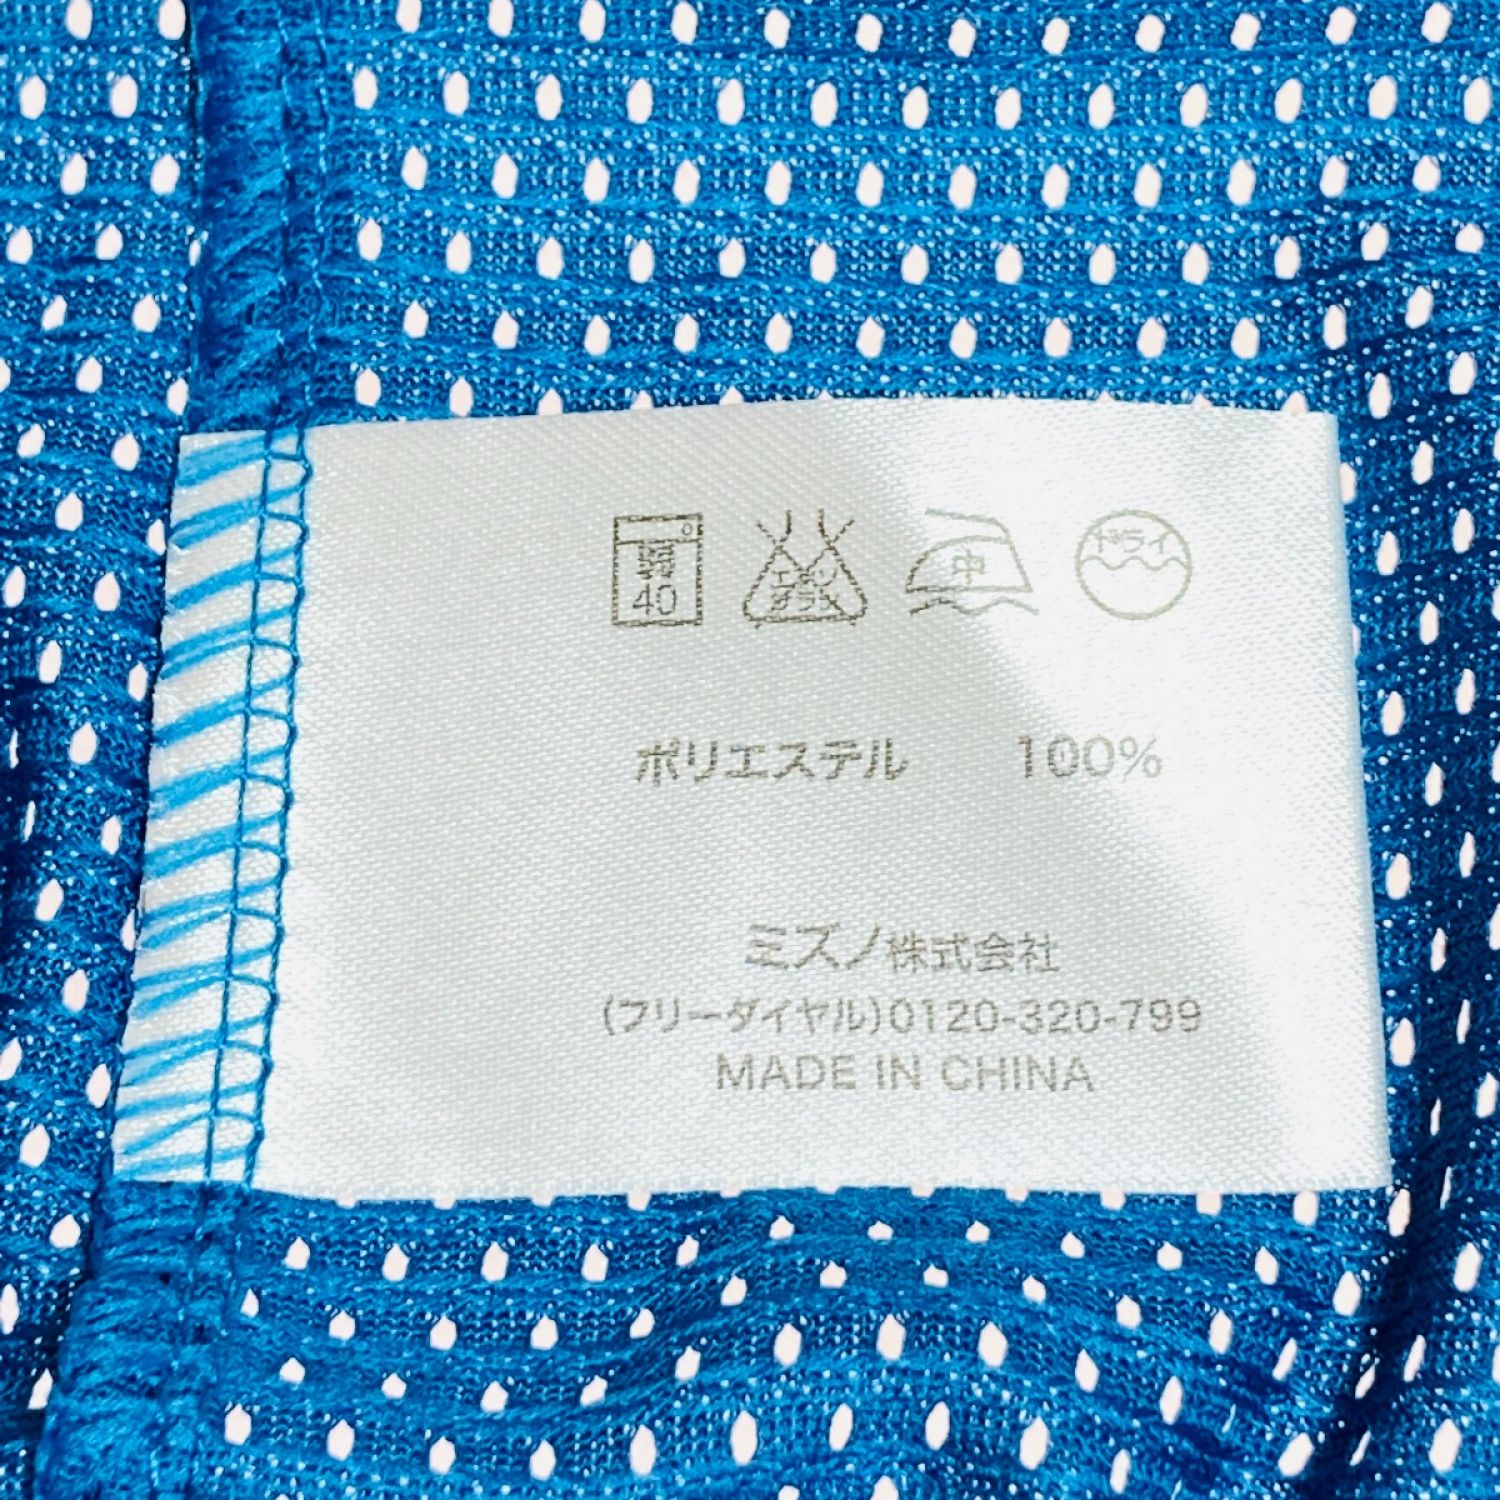 40
エンソ サラシ
中
ドライ
ポリエステル 100%
ミズノ株式会社
(フリーダイヤル)0120-320-799
MADE IN CHINA